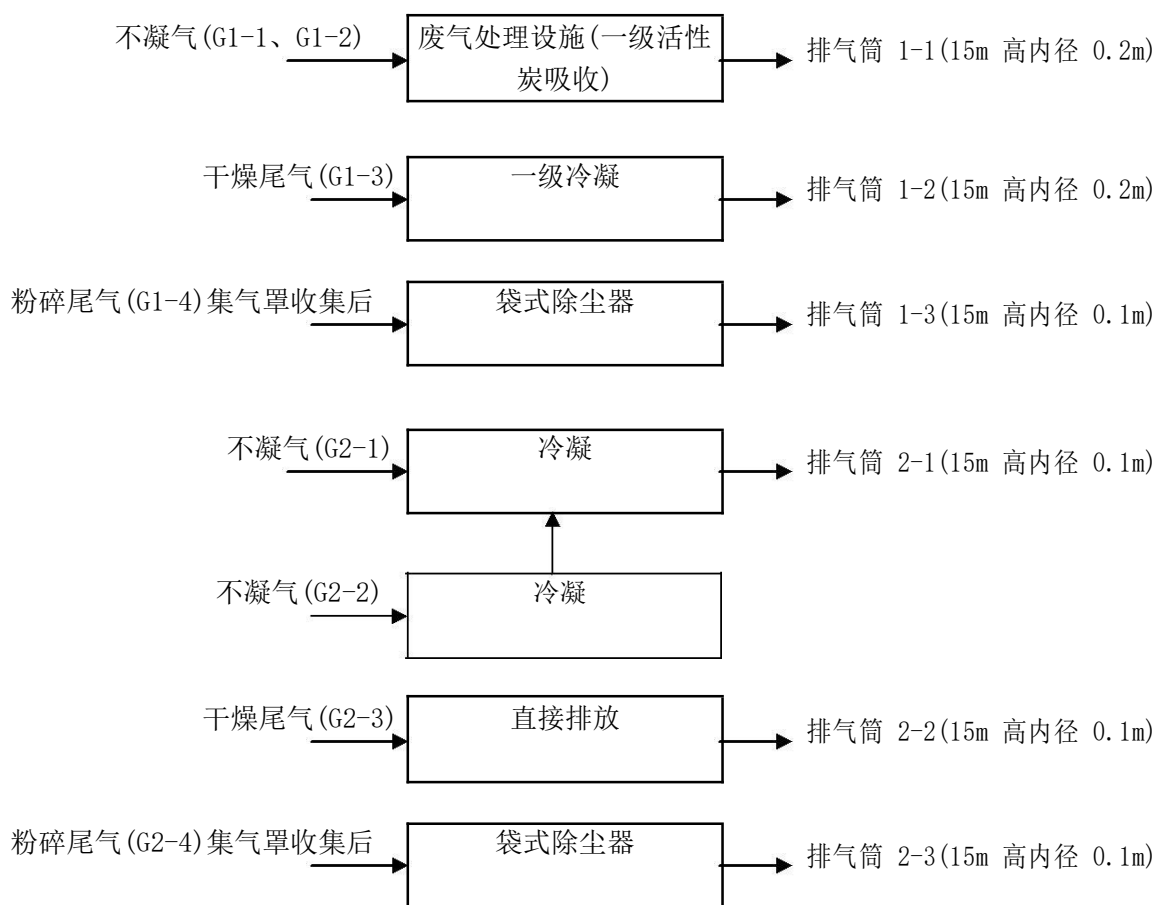 不凝气(G1-1、G1-2)
废气处理设施(一级活性
炭吸收)
排气筒 1-1(15m 高内径 0.2m)
干燥尾气(G1-3)
一级冷凝
排气筒 1-2(15m 高内径 0.2m)
粉碎尾气(G1-4)集气罩收集后
袋式除尘器
排气筒 1-3(15m 高内径 0.1m)
不凝气(G2-1)
冷凝
排气筒 2-1(15m 高内径 0.1m)
不凝气(G2-2)
冷凝
干燥尾气(G2-3)
直接排放
排气筒 2-2(15m 高内径 0.1m)
粉碎尾气(G2-4)集气罩收集后
袋式除尘器
排气筒 2-3(15m 高内径 0.1m)